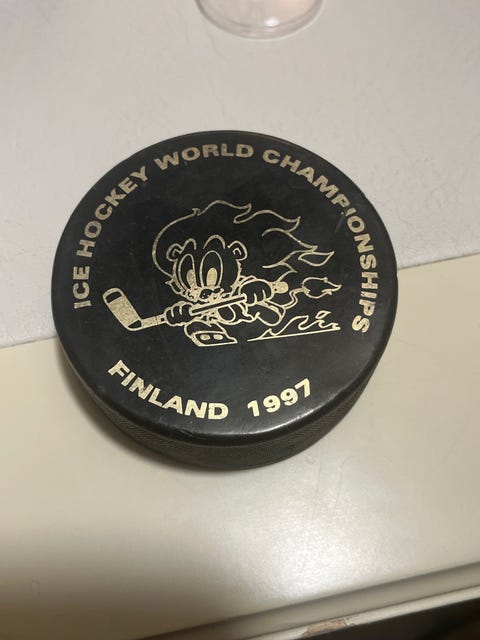 ICE HOCKEY WORLD CHAMPIONSHIPS
FINLAND 1997